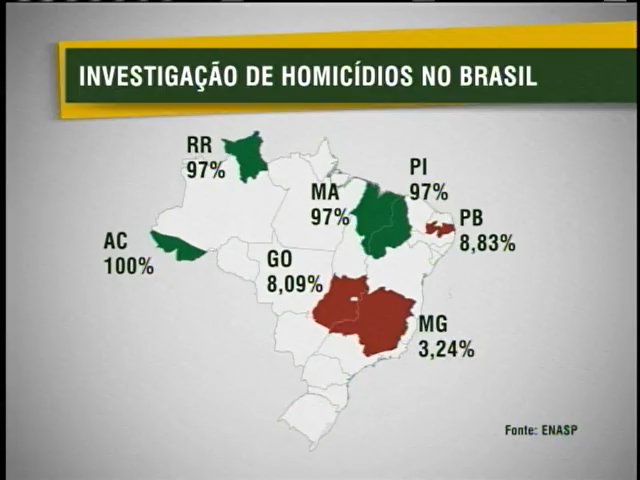 INVESTIGAÇÃO DE HOMICÍDIOS NO BRASIL
RR
97%
PI
97%
MA
97%
PB
8,83%
AC
100%
GO
8,09%
MG
3,24%
Fonte: ENASP